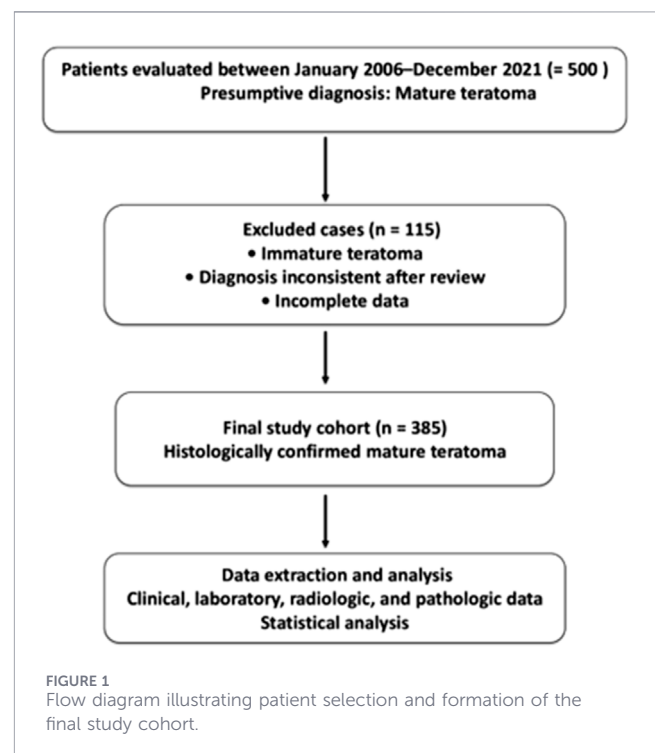 Patients evaluated between January 2006–December 2021 (= 500 )
Presumptive diagnosis: Mature teratoma
Excluded cases (n = 115)
• Immature teratoma
• Diagnosis inconsistent after review
• Incomplete data
Final study cohort (n = 385)
Histologically confirmed mature teratoma
Data extraction and analysis
Clinical, laboratory, radiologic, and pathologic data
Statistical analysis
FIGURE 1
Flow diagram illustrating patient selection and formation of the
final study cohort.